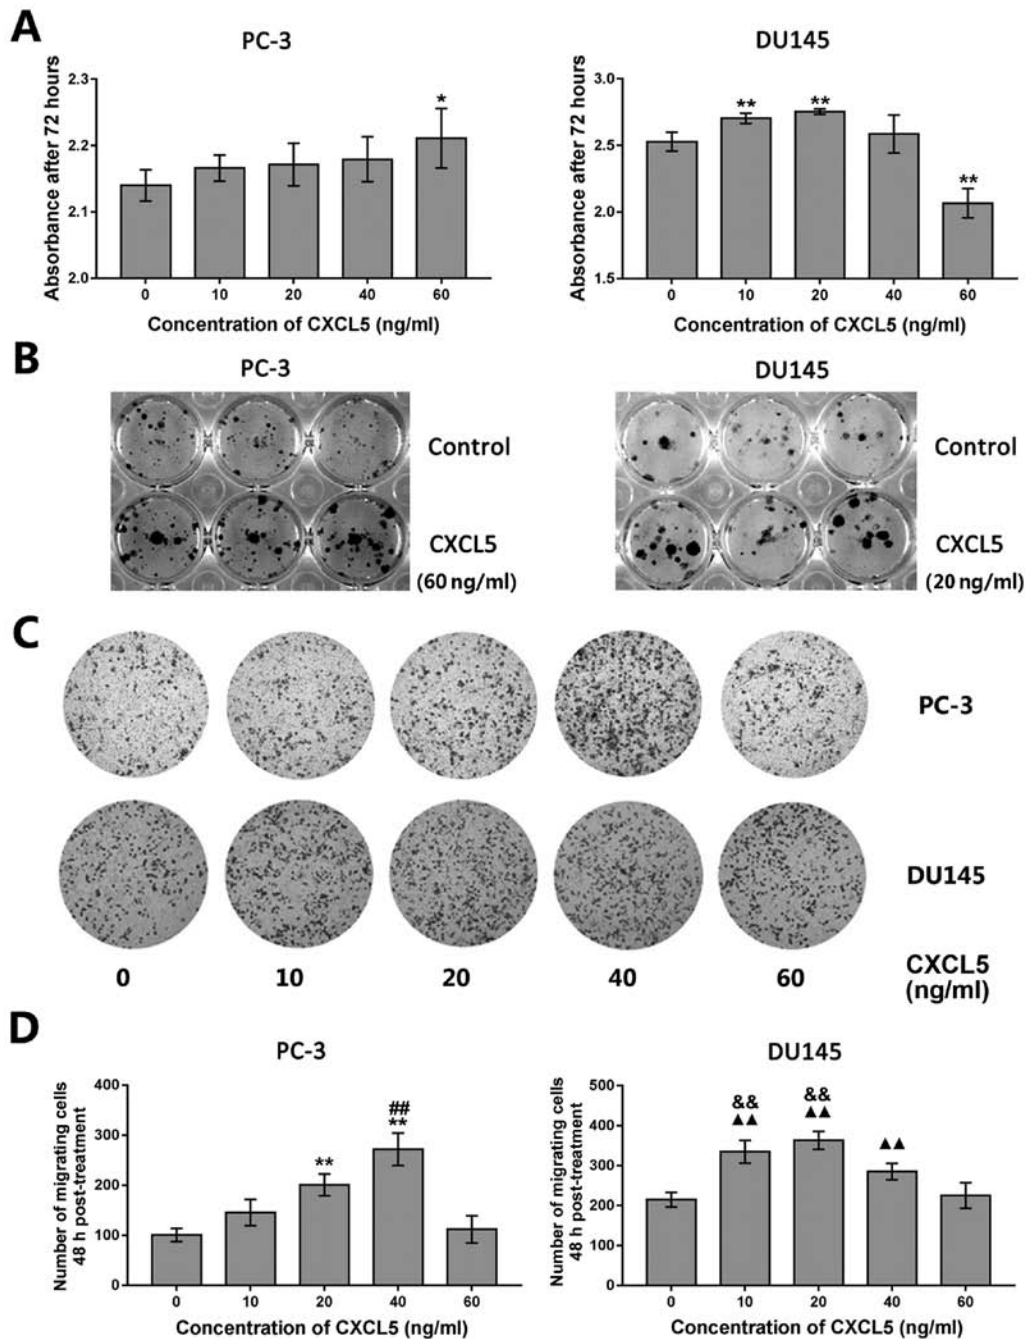 A
PC-3
DU145
Absorbance after 72 hours
2.3
2.2
2.1
2.0
*
0 10 20 40 60
Concentration of CXCL5 (ng/ml)
Absorbance after 72 hours
3.0
2.5
2.0
1.5
** ** **
0 10 20 40 60
Concentration of CXCL5 (ng/ml)
B
PC-3
DU145
Control
CXCL5
(60 ng/ml)
Control
CXCL5
(20 ng/ml)
C
PC-3
DU145
0 10 20 40 60
CXCL5
(ng/ml)
D
PC-3
DU145
Number of migrating cells
48 h post-treatment
400
300
200
100
0
##
** **
0 10 20 40 60
Concentration of CXCL5 (ng/ml)
Number of migrating cells
48 h post-treatment
500
400
300
200
100
0
&& &&
▲▲ ▲▲ ▲▲
0 10 20 40 60
Concentration of CXCL5 (ng/ml)